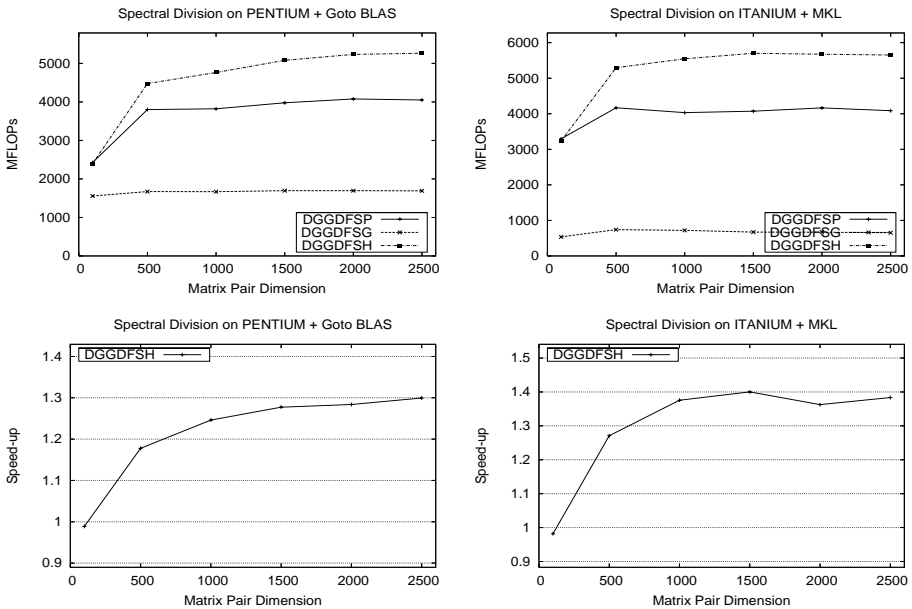 Spectral Division on PENTIUM + Goto BLAS
MFLOPs
5000
4000
3000
2000
1000
0
DGGDFSP
DGGDFSG
DGGDFSH
0 500 1000 1500 2000 2500
Matrix Pair Dimension
Spectral Division on ITANIUM + MKL
MFLOPs
6000
5000
4000
3000
2000
1000
0
DGGDFSP
DGGDFSG
DGGDFSH
0 500 1000 1500 2000 2500
Matrix Pair Dimension
Spectral Division on PENTIUM + Goto BLAS
Speed-up
1.4
1.3
1.2
1.1
1
0.9
DGGDFSH
0 500 1000 1500 2000 2500
Matrix Pair Dimension
Spectral Division on ITANIUM + MKL
Speed-up
1.5
1.4
1.3
1.2
1.1
1
0.9
DGGDFSH
0 500 1000 1500 2000 2500
Matrix Pair Dimension